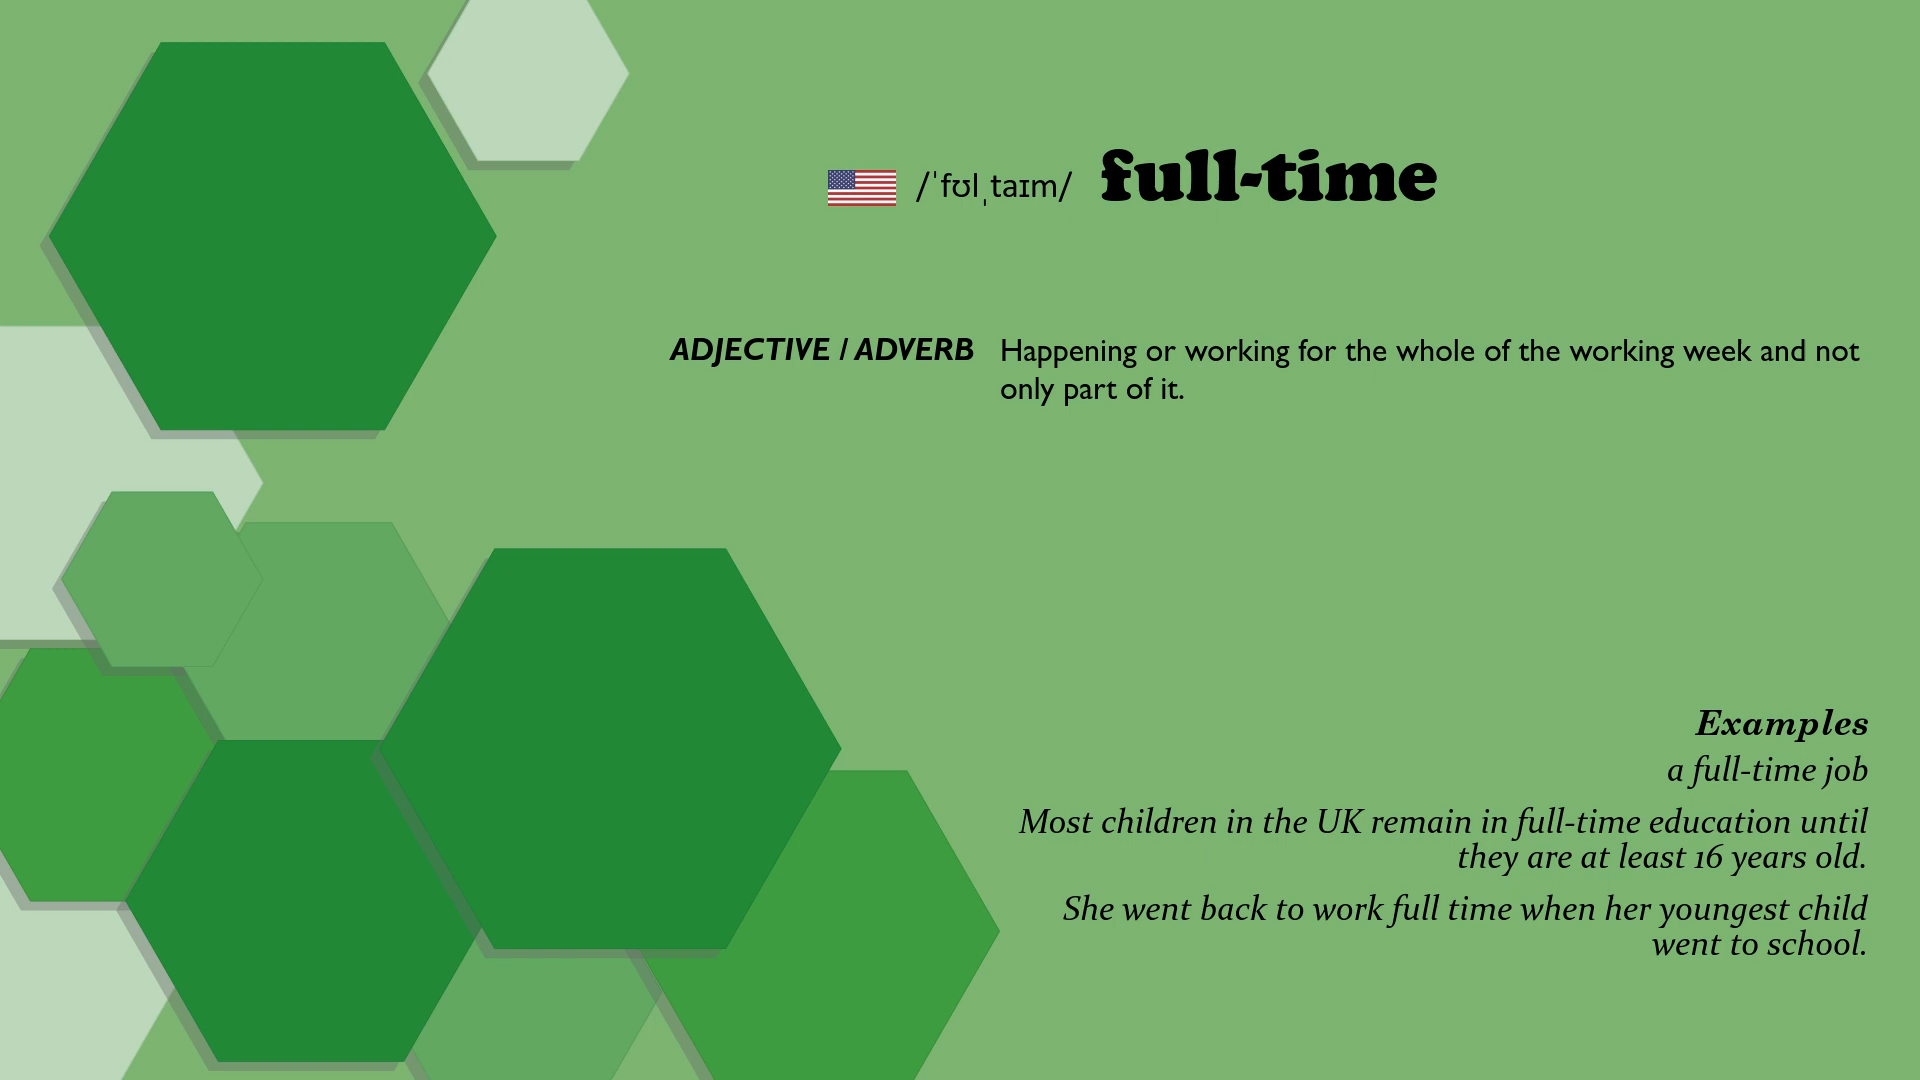 /ˈfʊlˌtaɪm/ full-time
ADJECTIVE / ADVERB Happening or working for the whole of the working week and not
only part of it.
Examples
a full-time job
Most children in the UK remain in full-time education until
they are at least 16 years old.
She went back to work full time when her youngest child
went to school.